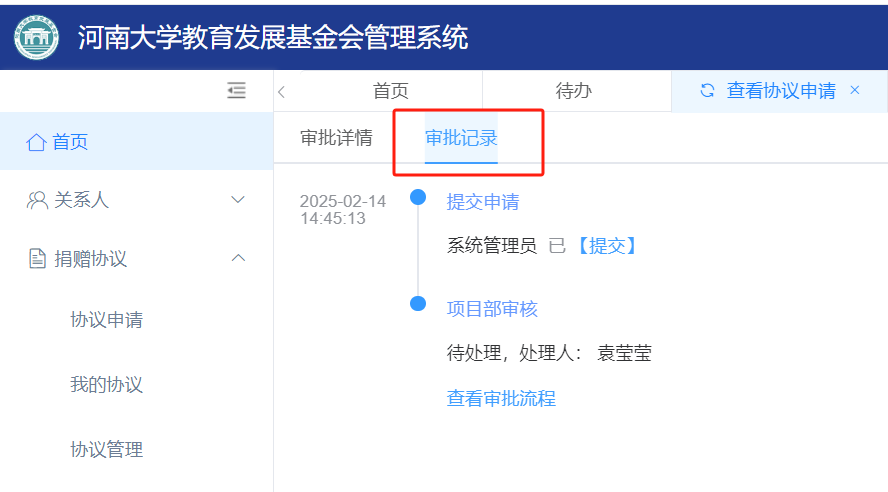 河南大学教育发展基金会管理系统
首页
待办
查看协议申请
首页
关系人
捐赠协议
协议申请
我的协议
协议管理
审批详情
审批记录
2025-02-14
14:45:13
提交申请
系统管理员 已【提交】
项目部审核
待处理，处理人： 袁莹莹
查看审批流程